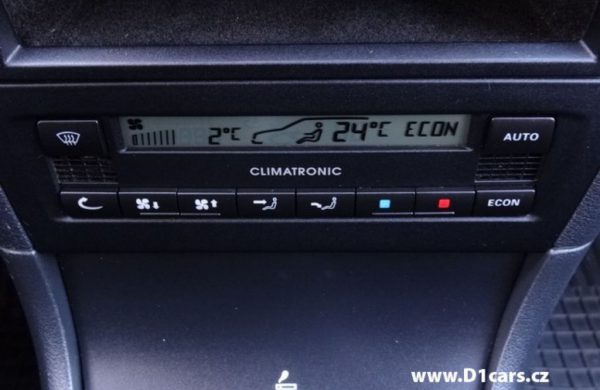 2°C 24°C ECON
AUTO
CLIMATRONIC
ECON
www.D1cars.cz